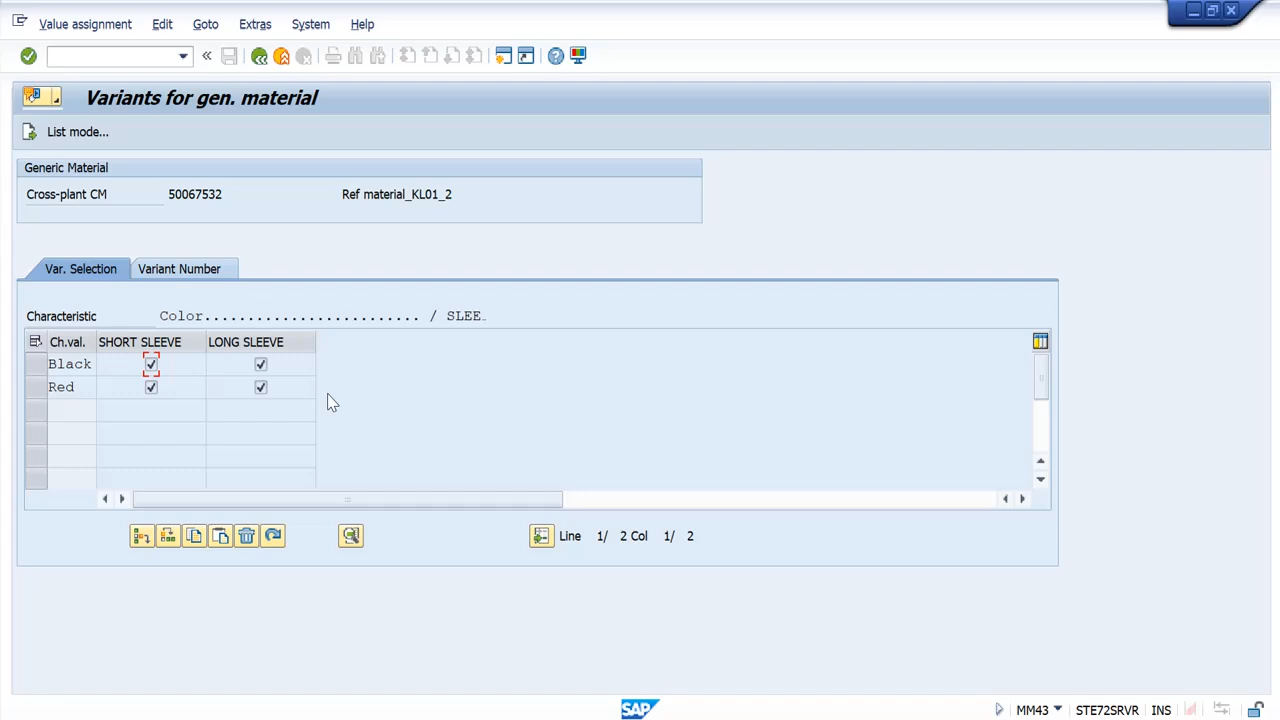 Value assignment Edit Goto Extras System Help
Variants for gen. material
List mode...
Generic Material
Cross-plant CM 50067532 Ref material_KL01_2
Var. Selection Variant Number
Characteristic Color......................... / SLEE_
Ch.val. SHORT SLEEVE LONG SLEEVE
Black
Red
Line 1/ 2 Col 1/ 2
SAP MM43 STE72SRVR INS